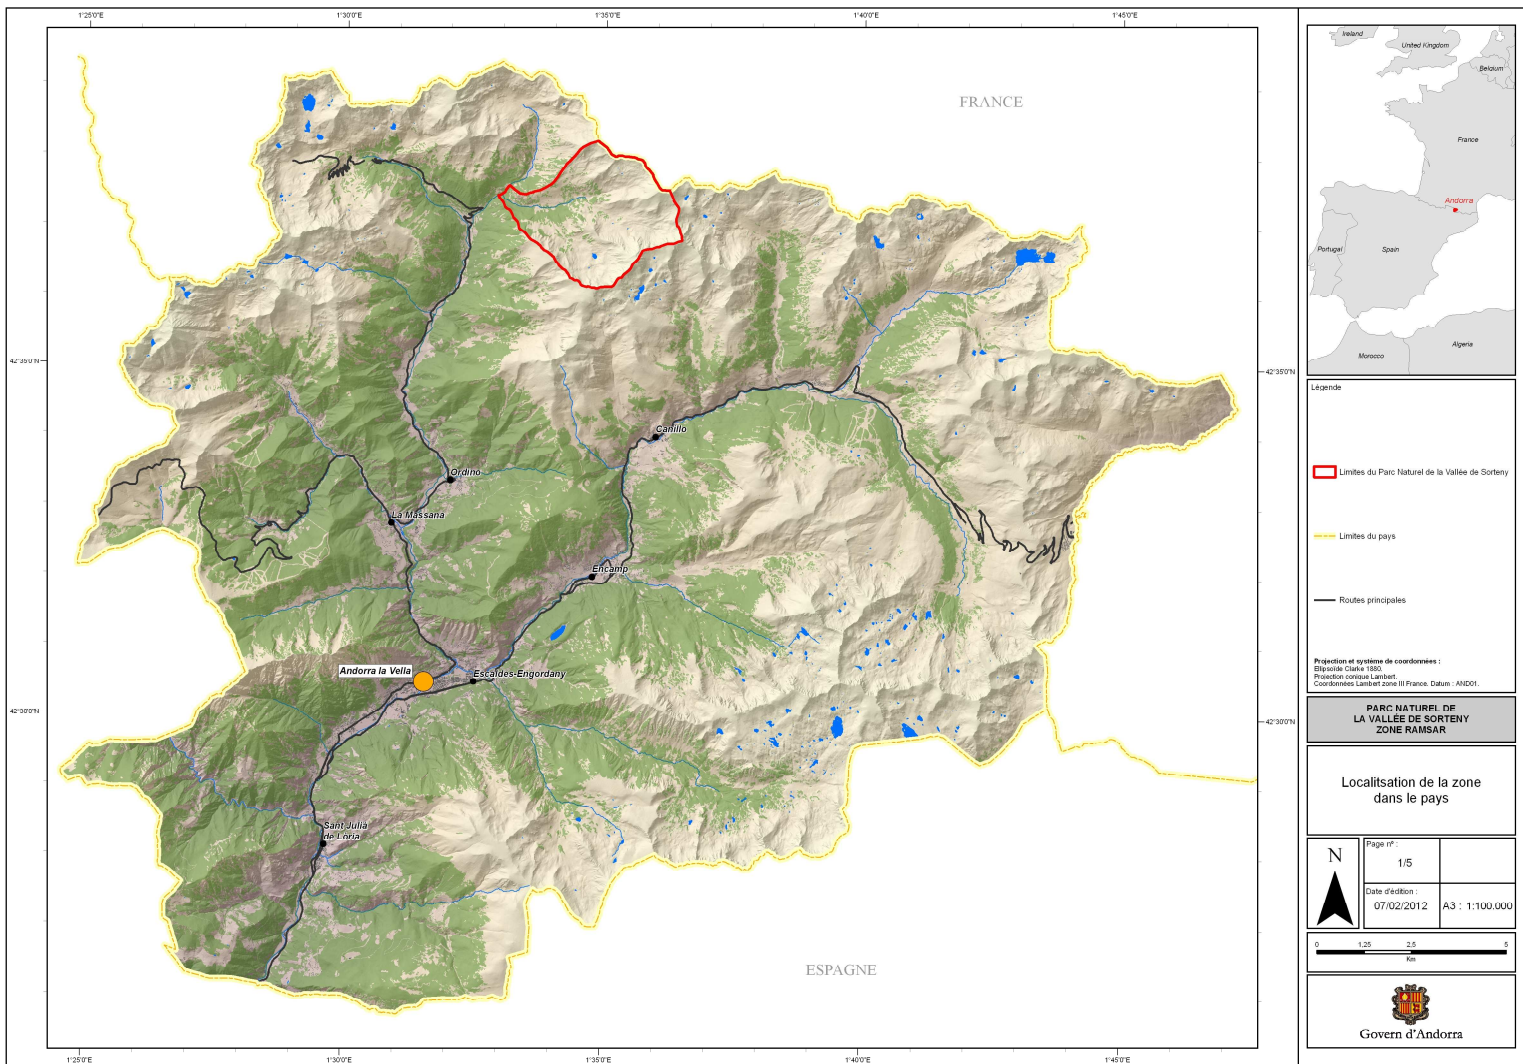 1°25'0"E
1°30'0"E
1°35'0"E
1°40'0"E
1°45'0"E
FRANCE
42°35'0"N
42°35'0"N
Canillo
Ordino
La Massana
Encamp
Andorra la Vella
Escaldes-Engordany
42°30'0"N
42°30'0"N
Sant Julià
de Loria
ESPAGNE
1°25'0"E
1°30'0"E
1°35'0"E
1°40'0"E
1°45'0"E
Ireland
United Kingdom
Belgium
France
Andorra
Portugal
Spain
Morocco
Algeria
Légende
Limites du Parc Naturel de la Vallée de Sorteny
Limites du pays
Routes principales
Projection et système de coordonnées :
Ellipsoïde Clarke 1880.
Projection conique Lambert.
Coordonnées Lambert zone III France. Datum : AND01.
PARC NATUREL DE
LA VALLÉE DE SORTENY
ZONE RAMSAR
Localitsation de la zone
dans le pays
N
Page nº :
1/5
Date d'édition :
07/02/2012
A3 : 1:100.000
0 1,25 2,5 5
Km
Govern d'Andorra